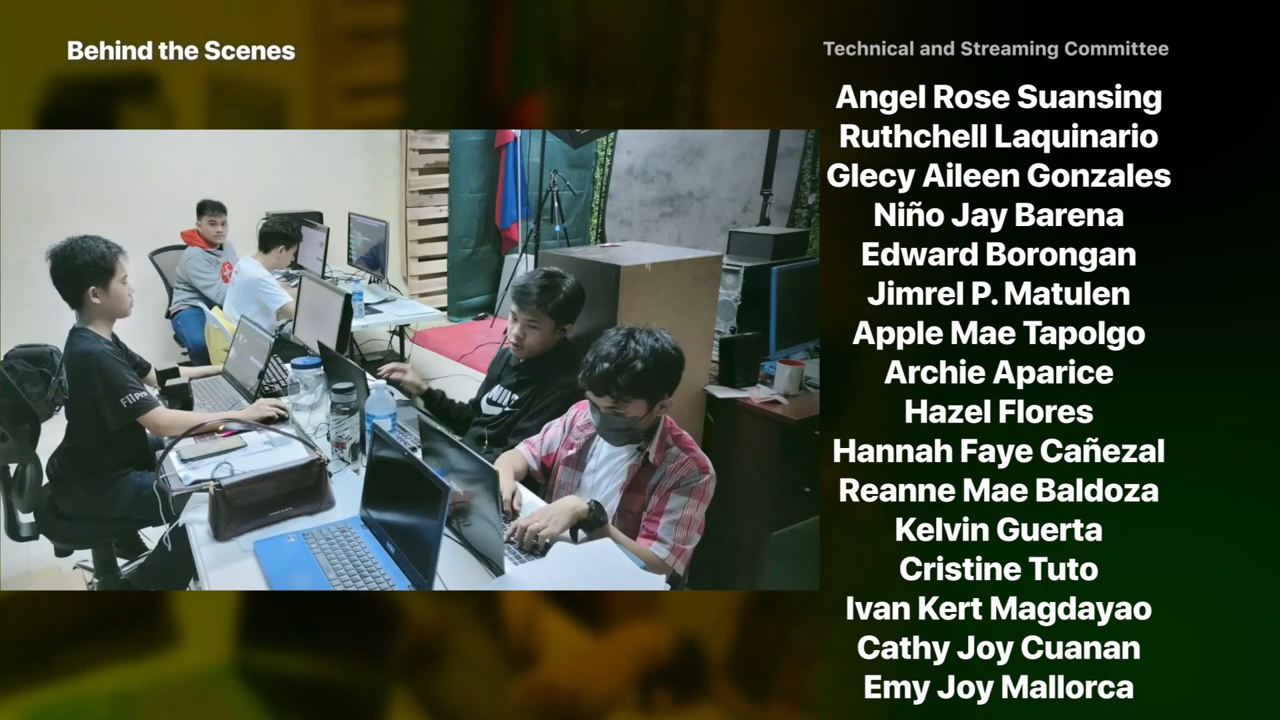 Behind the Scenes
Technical and Streaming Committee
Angel Rose Suansing
Ruthchell Laquinario
Glecy Aileen Gonzales
Niño Jay Barena
Edward Borongan
Jimrel P. Matulen
Apple Mae Tapolgo
Archie Aparice
Hazel Flores
Hannah Faye Cañezal
Reanne Mae Baldoza
Kelvin Guerta
Cristine Tuto
Ivan Kert Magdayao
Cathy Joy Cuanan
Emy Joy Mallorca